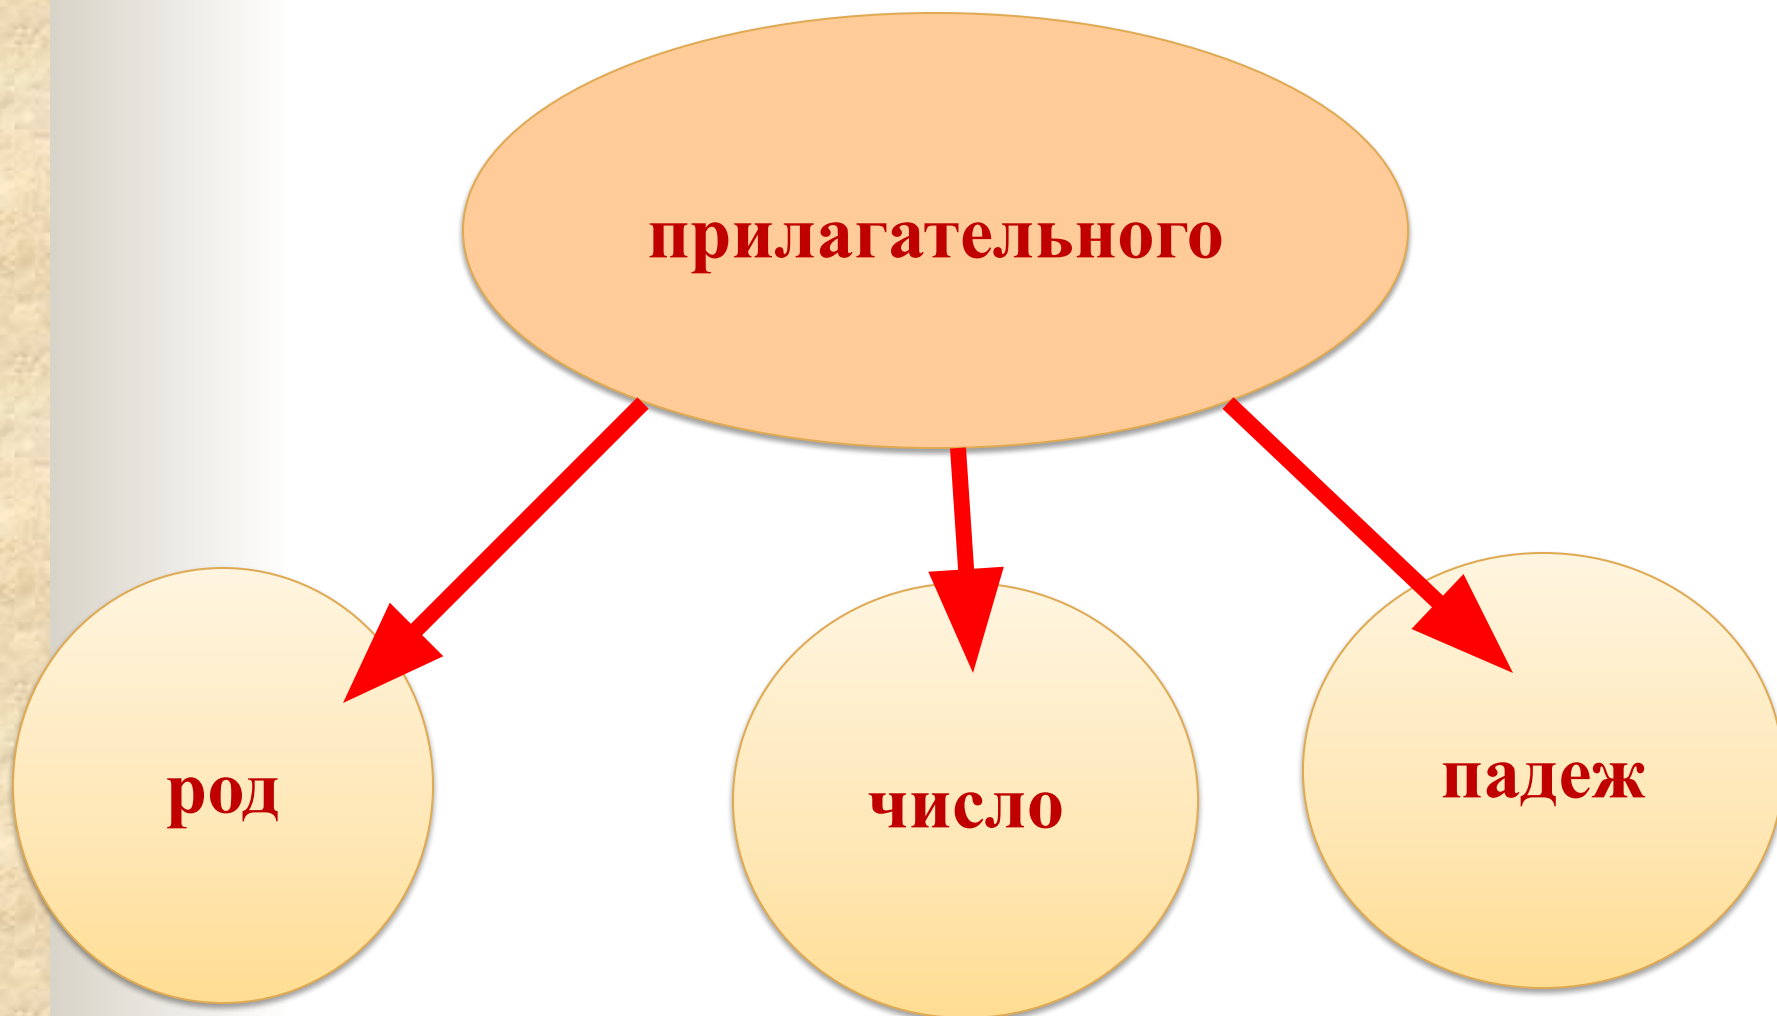 прилагательного
род
число
падеж